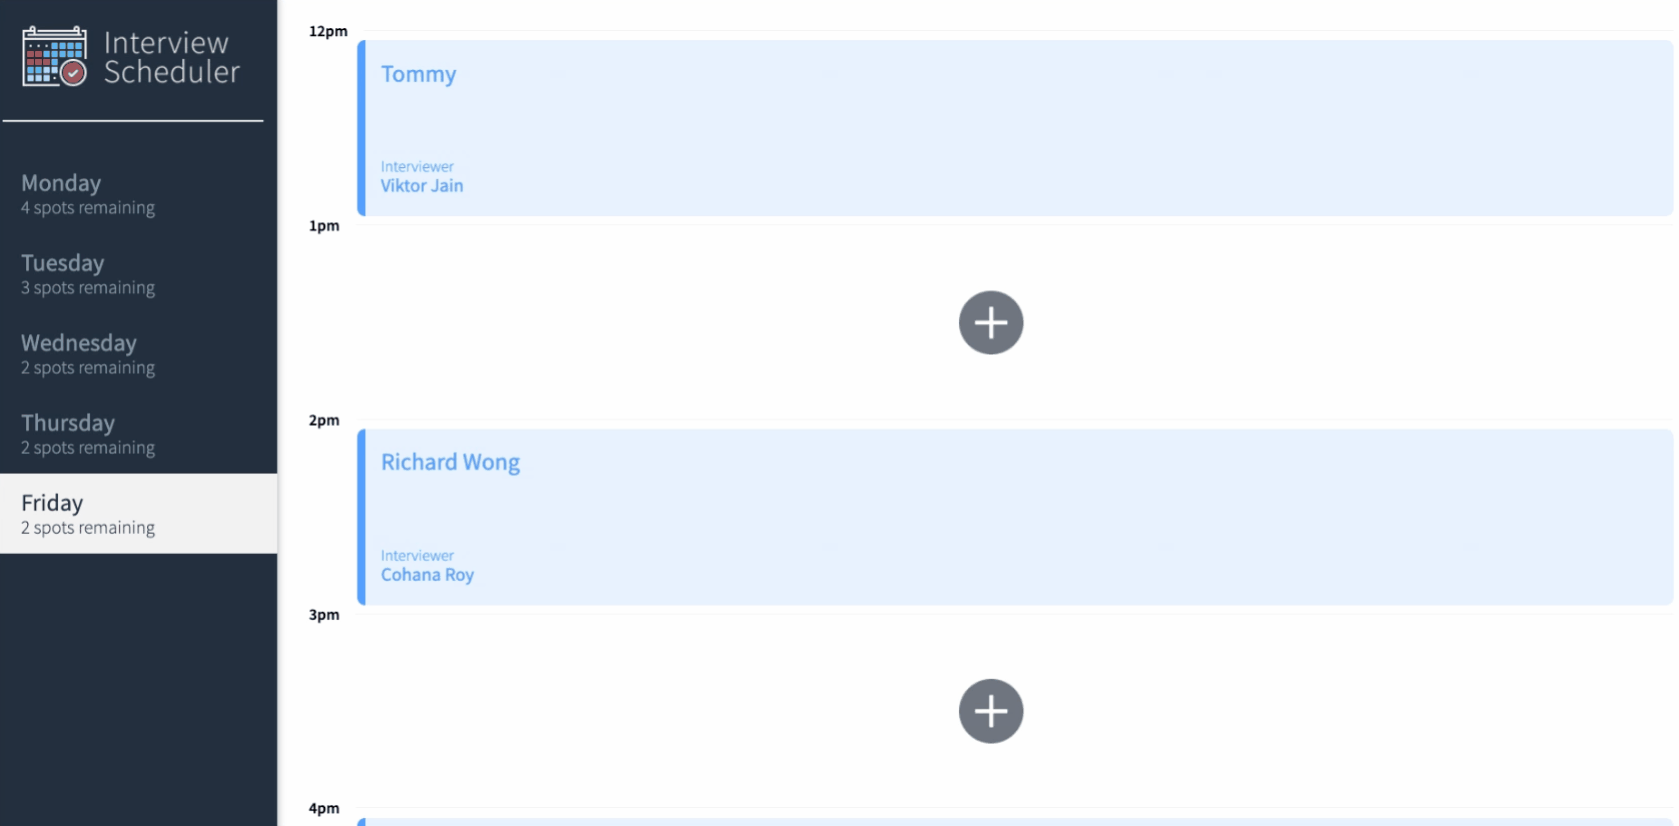 Interview
Scheduler
Monday
4 spots remaining
Tuesday
3 spots remaining
Wednesday
2 spots remaining
Thursday
2 spots remaining
Friday
2 spots remaining
12pm
Tommy
Interviewer
Viktor Jain
1pm
2pm
Richard Wong
Interviewer
Cohana Roy
3pm
4pm